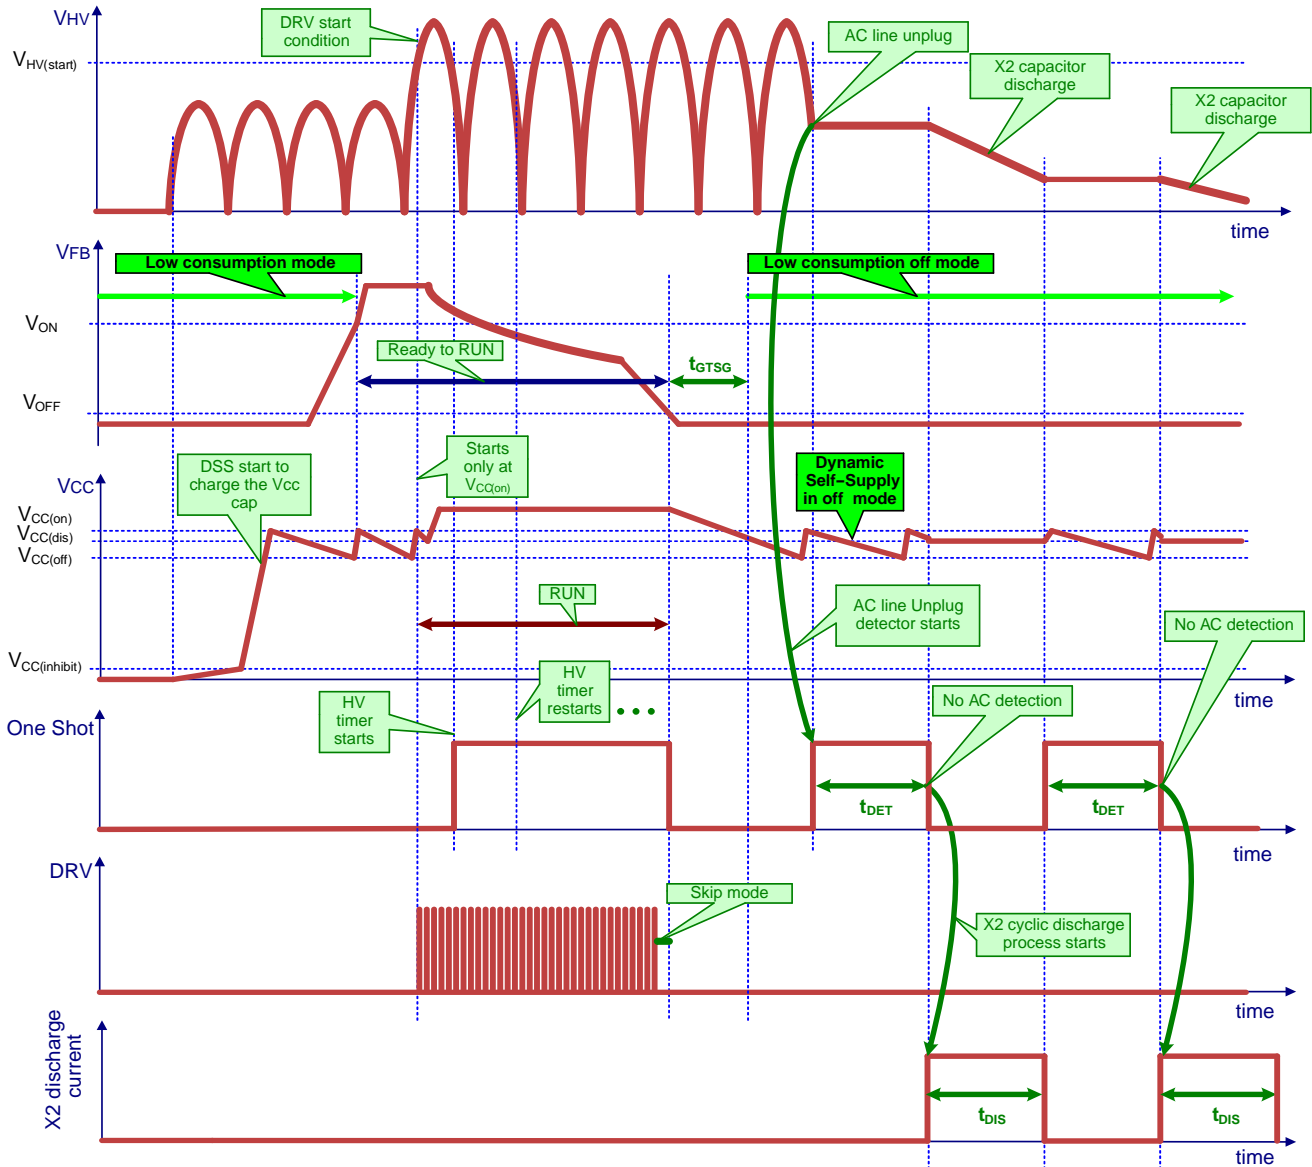 VHV
DRV start
condition
AC line unplug
X2 capacitor
discharge
X2 capacitor
discharge
VHV(start)
time
VFB
Low consumption mode
Low consumption off mode
VON
Ready to RUN
tGTSG
VOFF
VCC
DSS start to
charge the Vcc
cap
Starts
only at
VCC(on)
Dynamic
Self−Supply
in off mode
VCC(on)
VCC(dis)
VCC(off)
RUN
AC line Unplug
detector starts
No AC detection
VCC(inhibit)
time
HV
timer
starts
HV
timer
restarts
No AC detection
One Shot
tDET
tDET
time
DRV
Skip mode
X2 cyclic discharge
process starts
time
X2 discharge
current
tDIS
tDIS
time